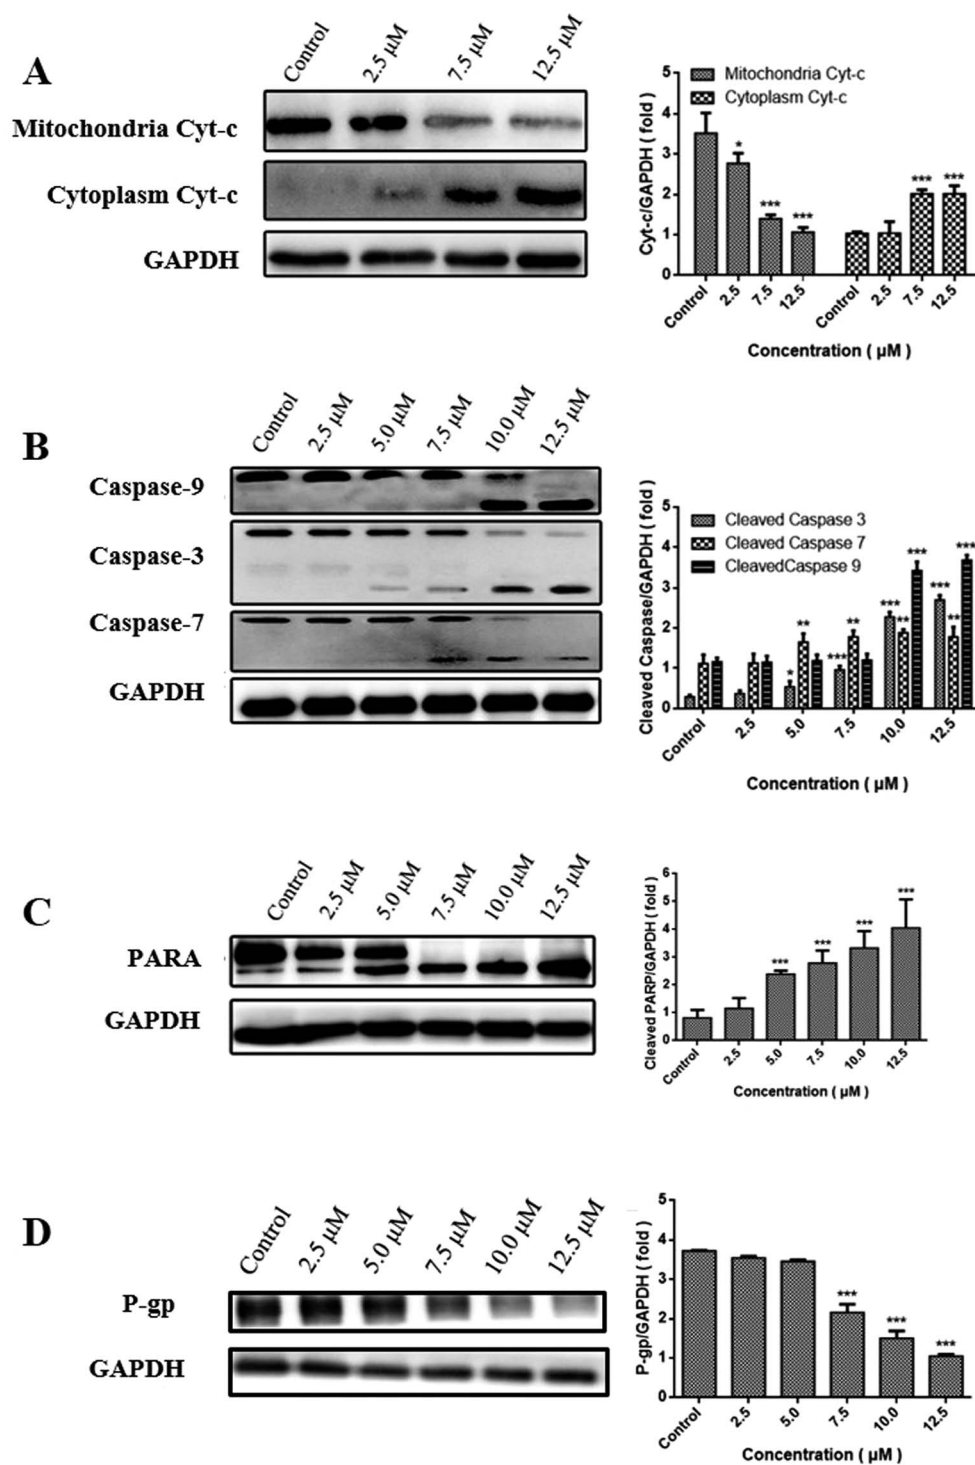 A
Control
2.5 µM
7.5 µM
12.5 µM
Mitochondria Cyt-c
Cytoplasm Cyt-c
GAPDH
Cyt-c/GAPDH ( fold)
5
4
3
2
1
0
Mitochondria Cyt-c
Cytoplasm Cyt-c
*
***
***
***
***
Control
2.5
7.5
12.5
Control
2.5
7.5
12.5
Concentration ( µM )
B
Control
2.5 µM
5.0 µM
7.5 µM
10.0 µM
12.5 µM
Caspase-9
Caspase-3
Caspase-7
GAPDH
Cleaved Caspase/GAPDH ( fold)
5
4
3
2
1
0
Cleaved Caspase 3
Cleaved Caspase 7
CleavedCaspase 9
*
**
***
**
***
**
***
***
**
***
Control
2.5
5.0
7.5
10.0
12.5
Concentration ( µM )
C
Control
2.5 µM
5.0 µM
7.5 µM
10.0 µM
12.5 µM
PARA
GAPDH
Cleaved PARP/GAPDH ( fold)
6
5
4
3
2
1
0
***
***
***
***
Control
2.5
5.0
7.5
10.0
12.5
Concentration ( µM )
D
Control
2.5 µM
5.0 µM
7.5 µM
10.0 µM
12.5 µM
P-gp
GAPDH
P-gp/GAPDH ( fold )
5
4
3
2
1
0
***
***
***
Control
2.5
5.0
7.5
10.0
12.5
Concentration ( µM )